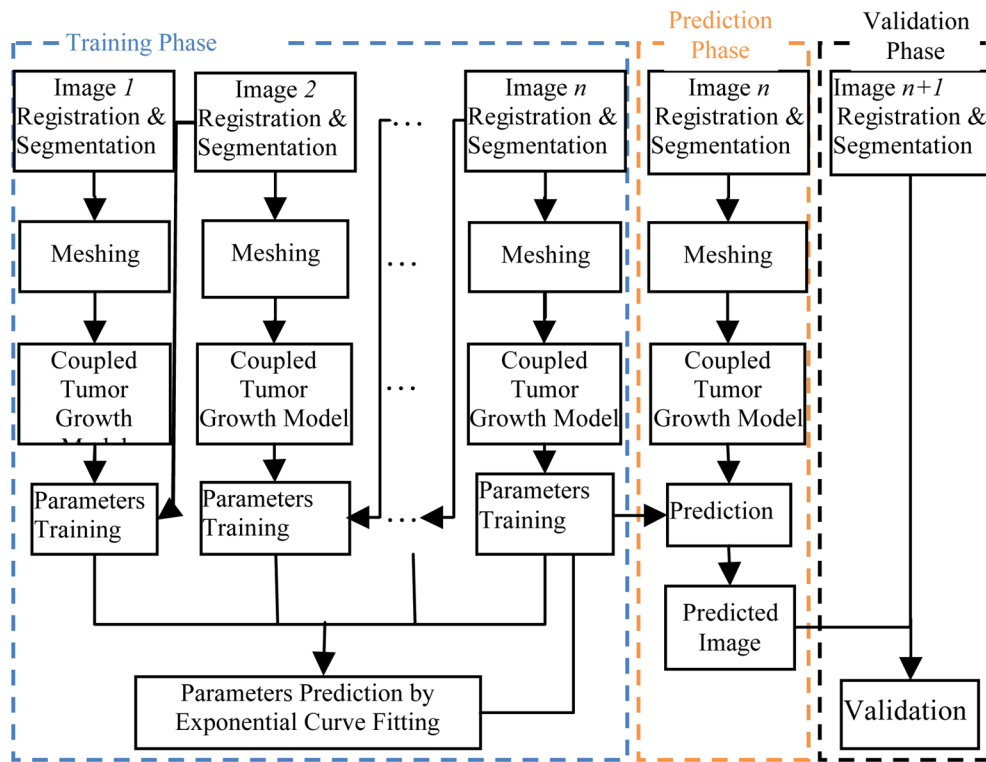 Training Phase
Prediction
Phase
Validation
Phase
Image 1
Registration &
Segmentation
Image 2
Registration &
Segmentation
...
Image n
Registration &
Segmentation
Image n
Registration &
Segmentation
Image n+1
Registration &
Segmentation
Meshing
Meshing
...
Meshing
Meshing
Coupled
Tumor
Growth
Coupled
Tumor
Growth Model
...
Coupled
Tumor
Growth Model
Coupled
Tumor
Growth Model
Parameters
Training
Parameters
Training
...
Parameters
Training
Prediction
Predicted
Image
Parameters Prediction by
Exponential Curve Fitting
Validation